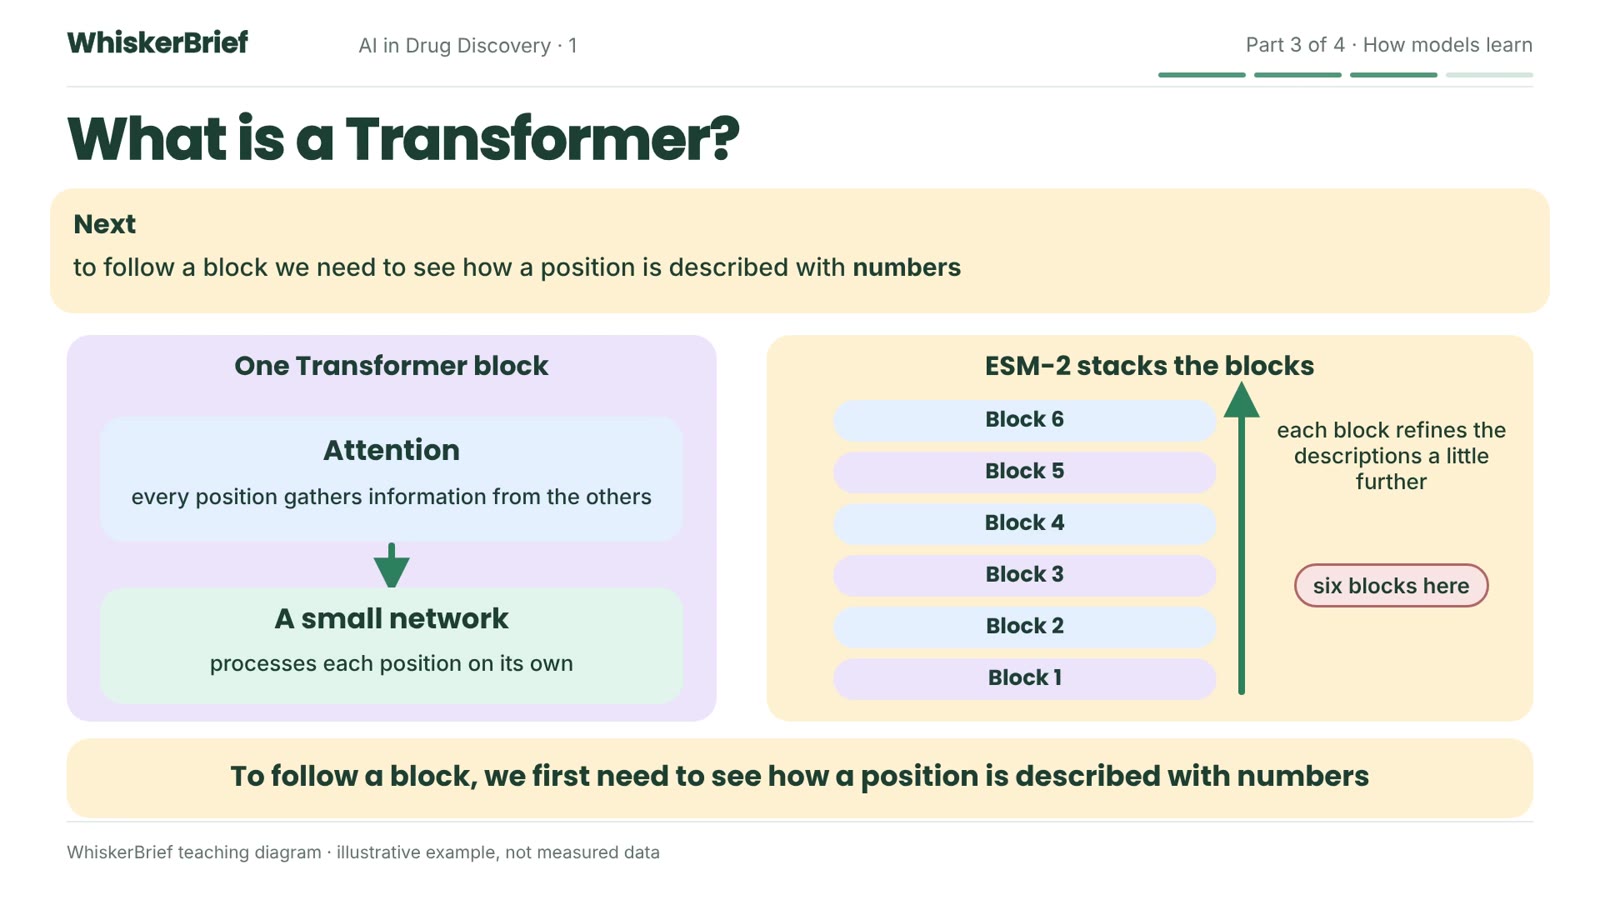 WhiskerBrief
AI in Drug Discovery · 1
Part 3 of 4 · How models learn
What is a Transformer?
Next
to follow a block we need to see how a position is described with numbers
One Transformer block
Attention
every position gathers information from the others
A small network
processes each position on its own
ESM-2 stacks the blocks
Block 6
Block 5
Block 4
Block 3
Block 2
Block 1
each block refines the
descriptions a little
further
six blocks here
To follow a block, we first need to see how a position is described with numbers
WhiskerBrief teaching diagram · illustrative example, not measured data